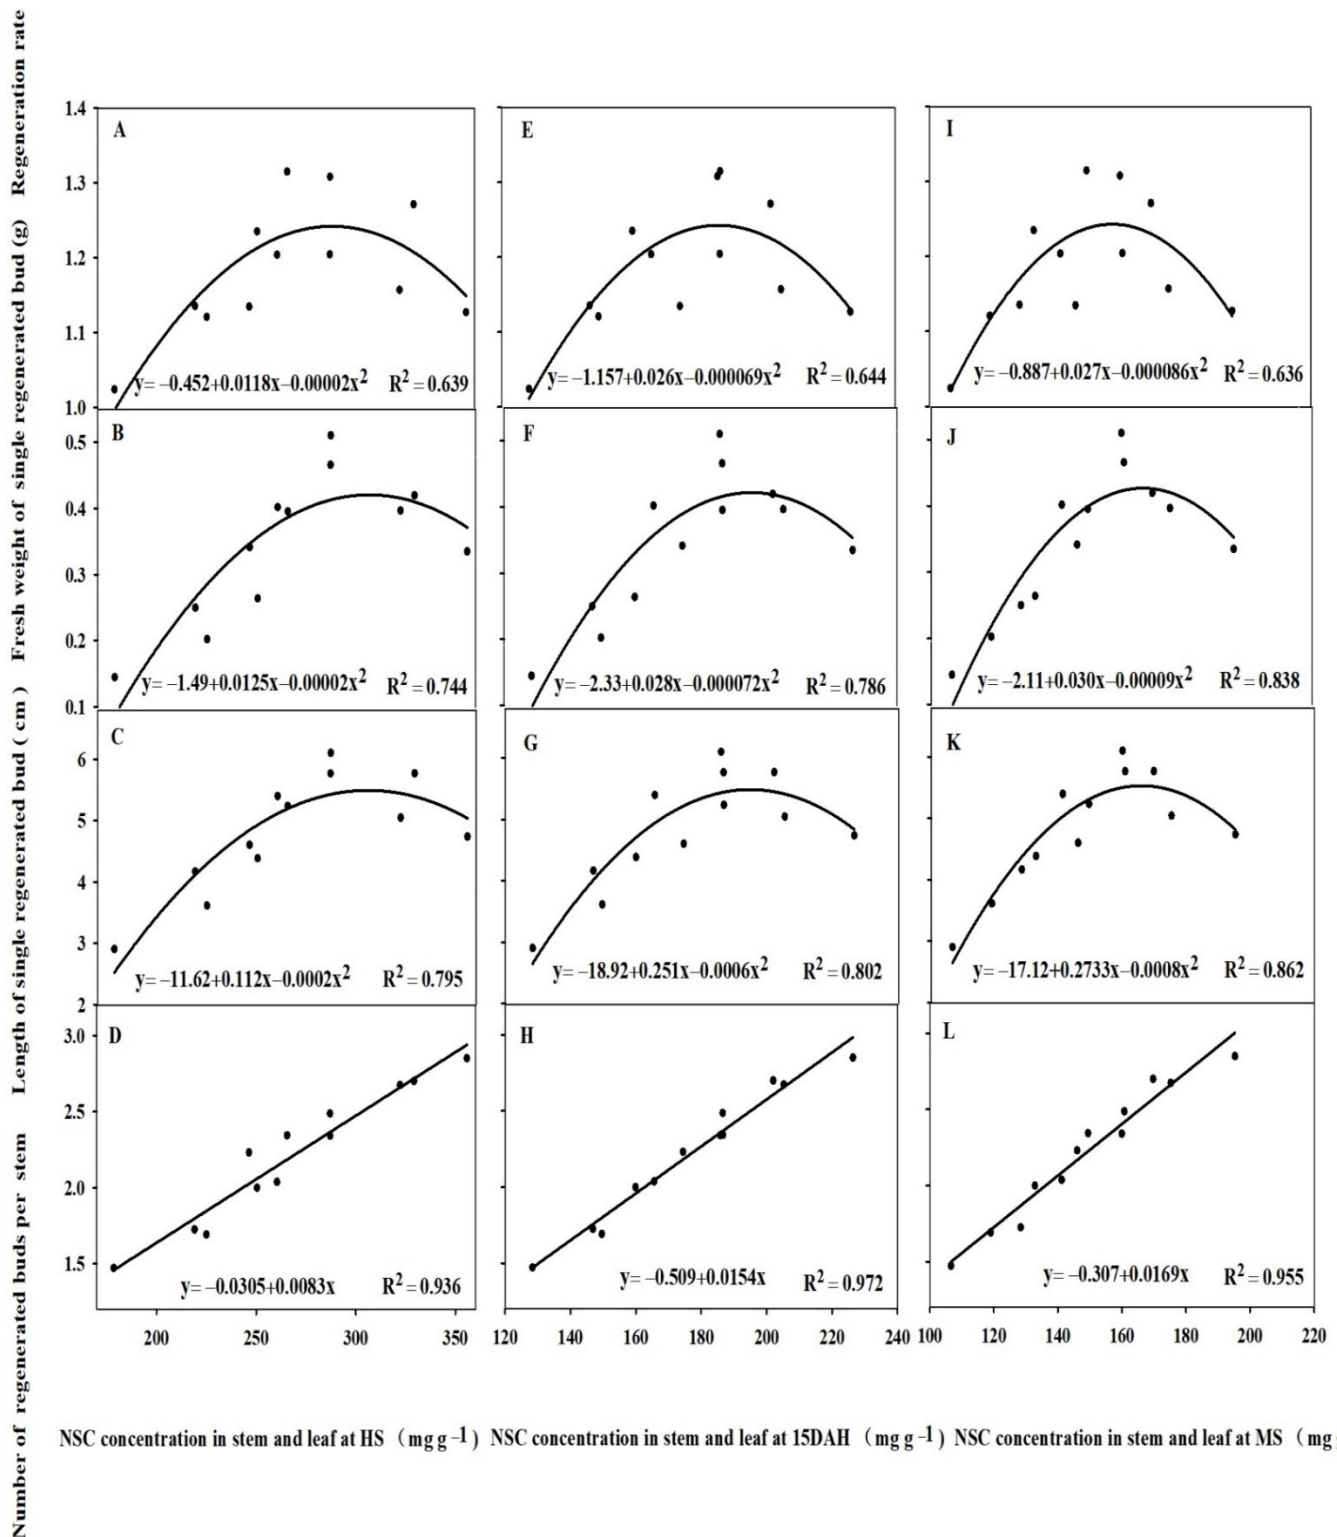 Number of regenerated buds per stem Length of single regenerated bud ( cm ) Fresh weight of single regenerated bud (g) Regeneration rate
A
1.4
1.3
1.2
1.1
1.0
y= −0.452+0.0118x−0.00002x² R² = 0.639
E
y= −1.157+0.026x−0.000069x² R² = 0.644
I
y= −0.887+0.027x−0.000086x² R² = 0.636
B
0.5
0.4
0.3
0.2
0.1
y= −1.49+0.0125x−0.00002x² R² = 0.744
F
y= −2.33+0.028x−0.000072x² R² = 0.786
J
y= −2.11+0.030x−0.00009x² R² = 0.838
C
6
5
4
3
2
y= −11.62+0.112x−0.0002x² R² = 0.795
G
y= −18.92+0.251x−0.0006x² R² = 0.802
K
y= −17.12+0.2733x−0.0008x² R² = 0.862
D
3.0
2.5
2.0
1.5
y= −0.0305+0.0083x R² = 0.936
H
y= −0.509+0.0154x R² = 0.972
L
y= −0.307+0.0169x R² = 0.955
200 250 300 350
120 140 160 180 200 220 240
100 120 140 160 180 200 220
NSC concentration in stem and leaf at HS （mg g −1）
NSC concentration in stem and leaf at 15DAH （mg g −1）
NSC concentration in stem and leaf at MS （mg